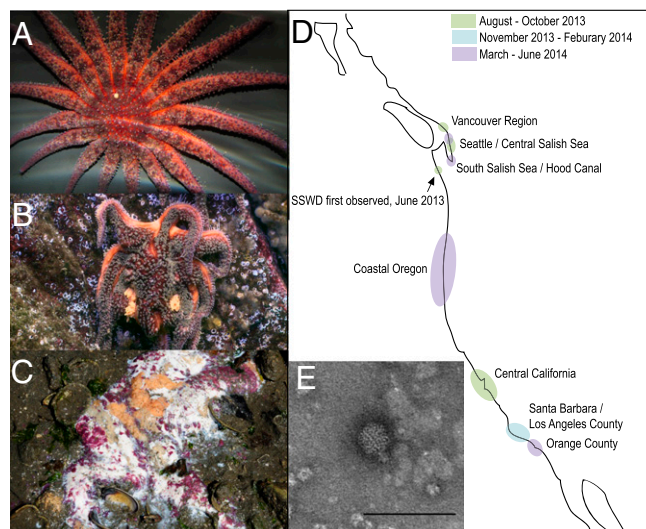 A
B
C
D
August - October 2013
November 2013 - Feburary 2014
March - June 2014
Vancouver Region
Seattle / Central Salish Sea
South Salish Sea / Hood Canal
SSWD first observed, June 2013
Coastal Oregon
Central California
Santa Barbara /
Los Angeles County
Orange County
E